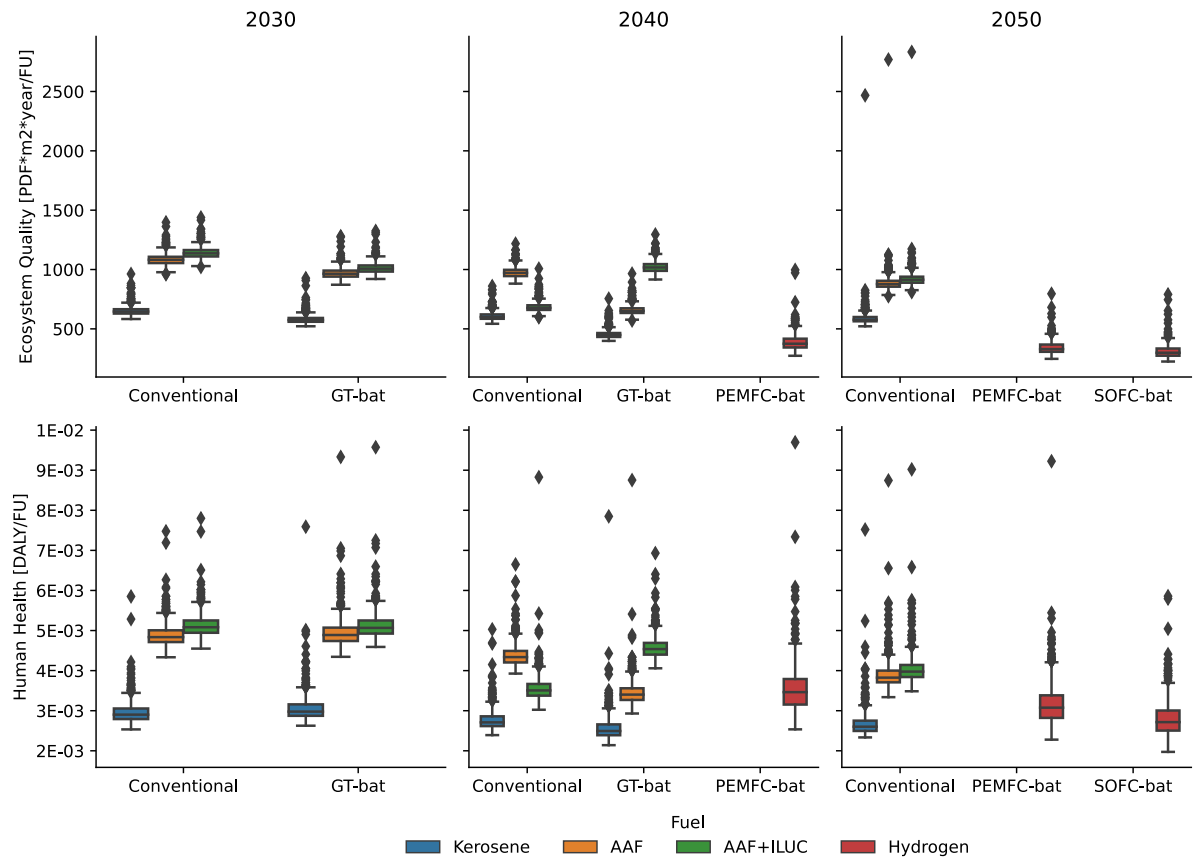 2030 2040 2050
Ecosystem Quality [PDF*m2*year/FU]
2500
2000
1500
1000
500
Conventional GT-bat Conventional GT-bat PEMFC-bat Conventional PEMFC-bat SOFC-bat
Human Health [DALY/FU]
1E-02
9E-03
8E-03
7E-03
6E-03
5E-03
4E-03
3E-03
2E-03
Conventional GT-bat Conventional GT-bat PEMFC-bat Conventional PEMFC-bat SOFC-bat
Fuel
Kerosene AAF AAF+ILUC Hydrogen